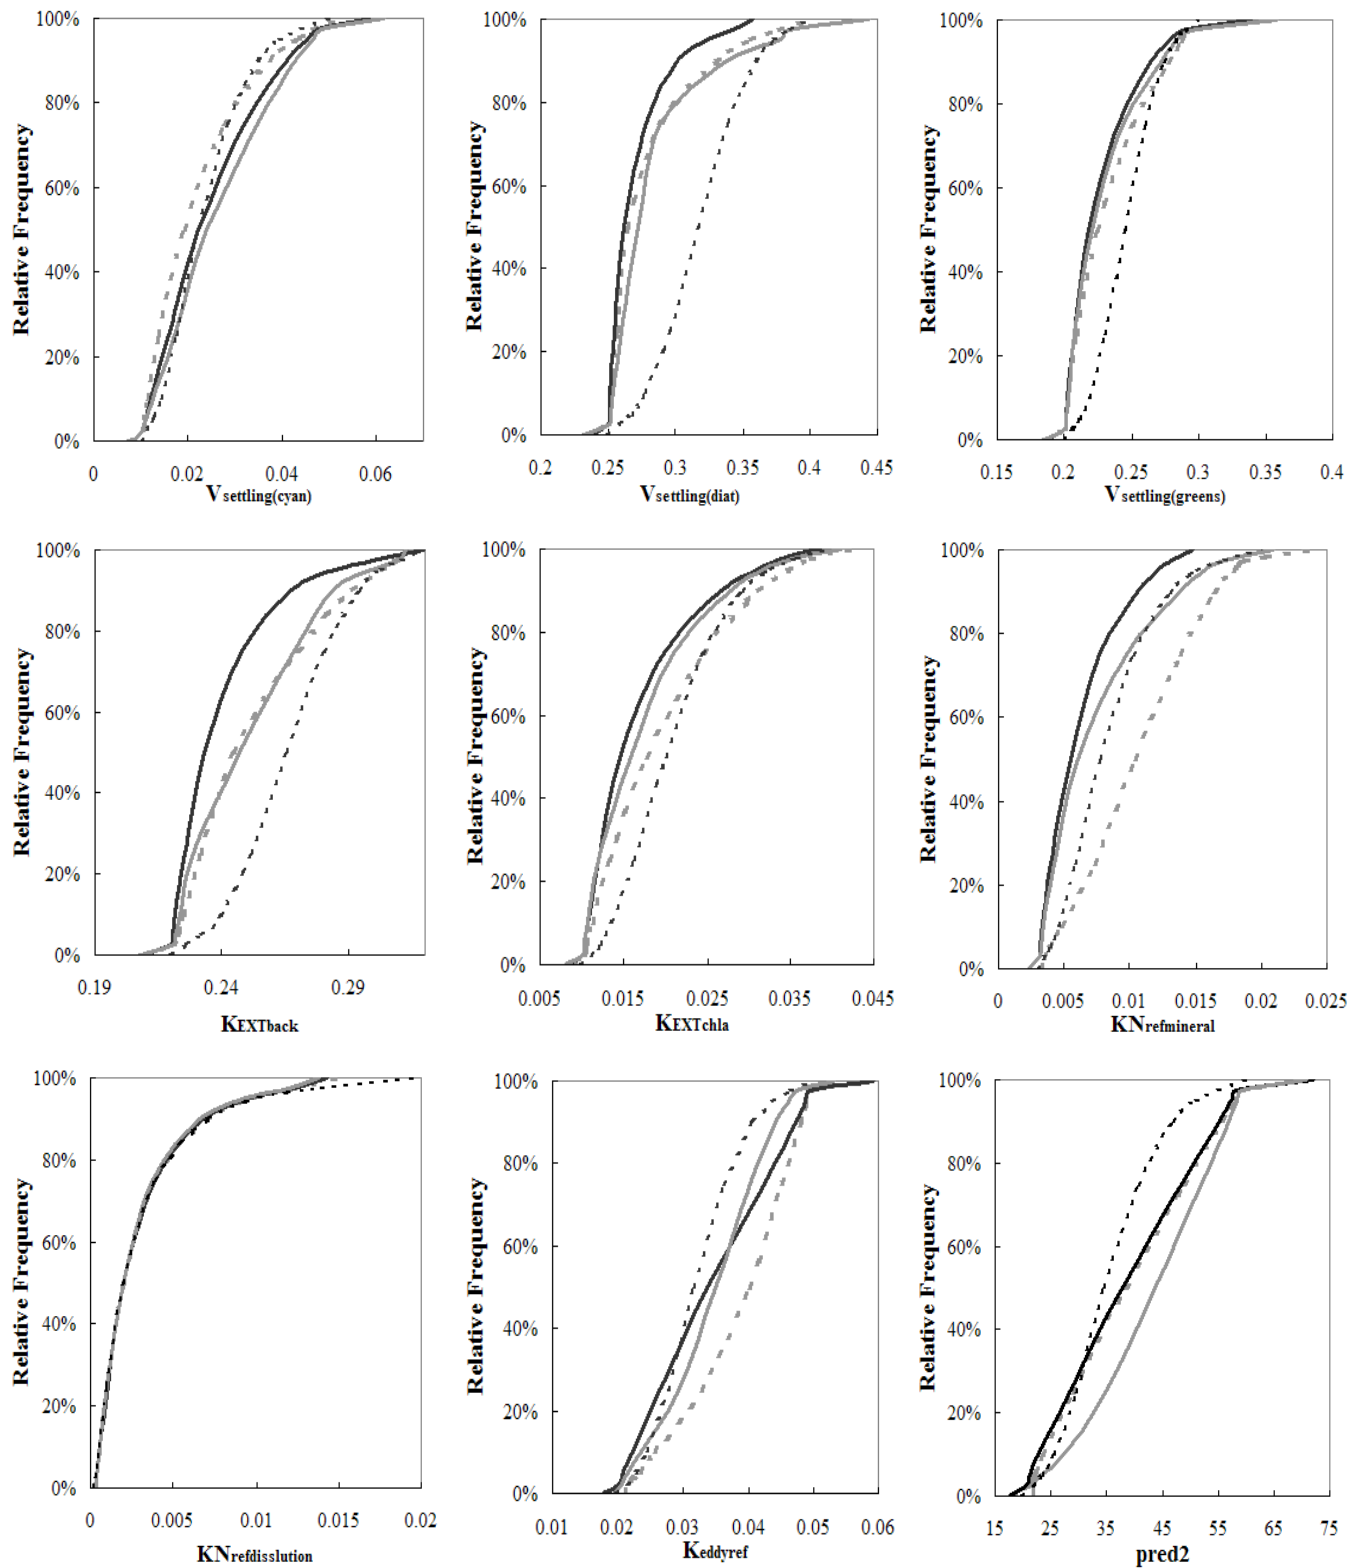 100%
80%
60%
40%
20%
0%
Relative Frequency
0 0.02 0.04 0.06
Vsettling(cyan)
100%
80%
60%
40%
20%
0%
Relative Frequency
0.2 0.25 0.3 0.35 0.4 0.45
Vsettling(diat)
100%
80%
60%
40%
20%
0%
Relative Frequency
0.15 0.2 0.25 0.3 0.35 0.4
Vsettling(greens)
100%
80%
60%
40%
20%
0%
Relative Frequency
0.19 0.24 0.29
KEXTback
100%
80%
60%
40%
20%
0%
Relative Frequency
0.005 0.015 0.025 0.035 0.045
KEXTchla
100%
80%
60%
40%
20%
0%
Relative Frequency
0 0.005 0.01 0.015 0.02 0.025
KNrefmineral
100%
80%
60%
40%
20%
0%
Relative Frequency
0 0.005 0.01 0.015 0.02
KNrefdisslution
100%
80%
60%
40%
20%
0%
Relative Frequency
0.01 0.02 0.03 0.04 0.05 0.06
Keddyref
100%
80%
60%
40%
20%
0%
Relative Frequency
15 25 35 45 55 65 75
pred2